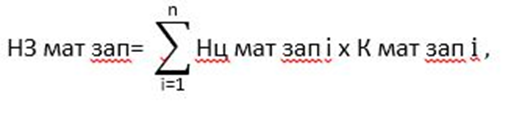 n
НЗ мат зап= ∑ Нц мат зап i х К мат зап i ,
i=1